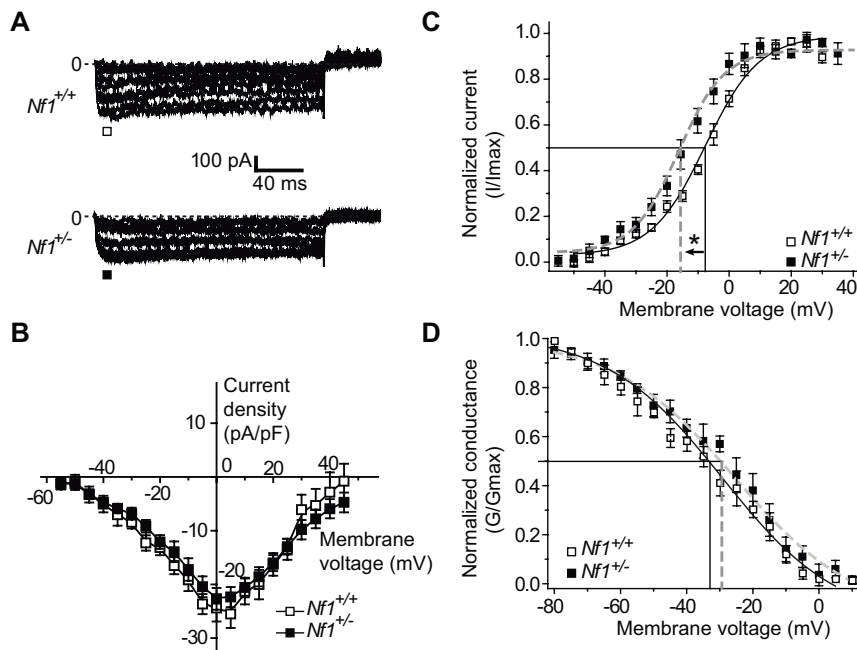 A
0
Nf1+/+
100 pA
40 ms
0
Nf1+/-
B
Current
density
(pA/pF)
10
-60
-40
-20
0
20
40
-10
-20
-30
Membrane
voltage (mV)
Nf1+/+
Nf1+/-
C
Normalized current
(I/Imax)
1.0
0.8
0.6
0.4
0.2
0.0
*
Nf1+/+
Nf1+/-
-40
-20
0
20
40
Membrane voltage (mV)
D
Normalized conductance
(G/Gmax)
1.0
0.8
0.6
0.4
0.2
0.0
Nf1+/+
Nf1+/-
-80
-60
-40
-20
0
Membrane voltage (mV)